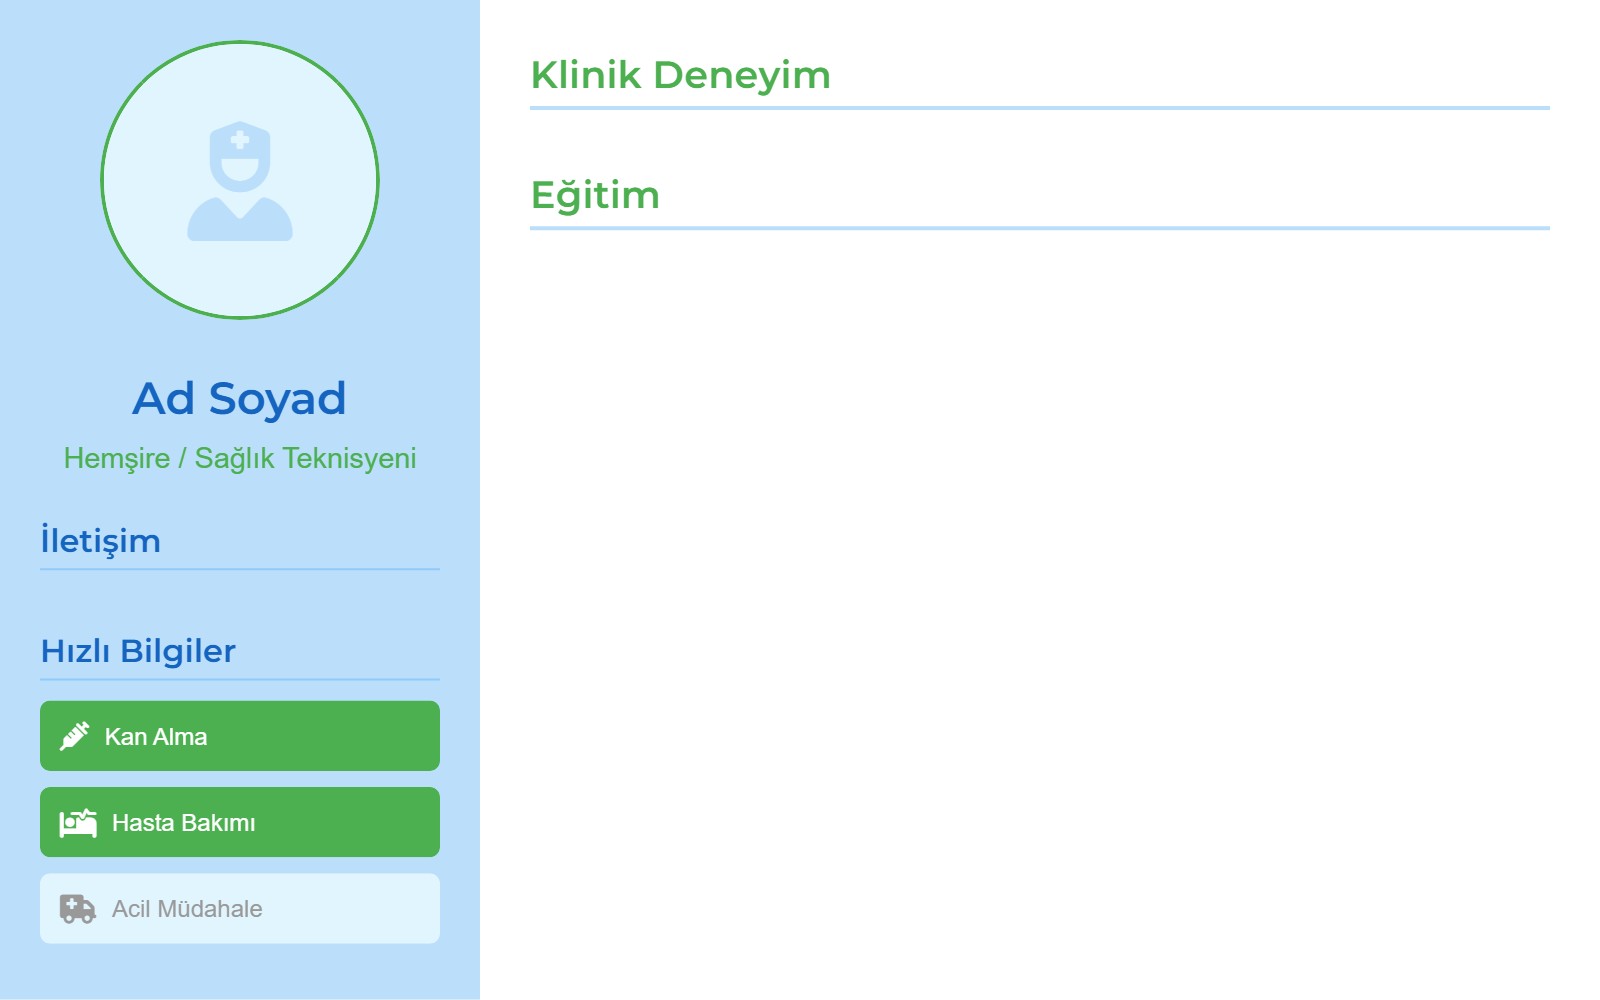 Ad Soyad
Hemşire / Sağlık Teknisyeni
İletişim
Hızlı Bilgiler
Kan Alma
Hasta Bakımı
Acil Müdahale
Klinik Deneyim
Eğitim